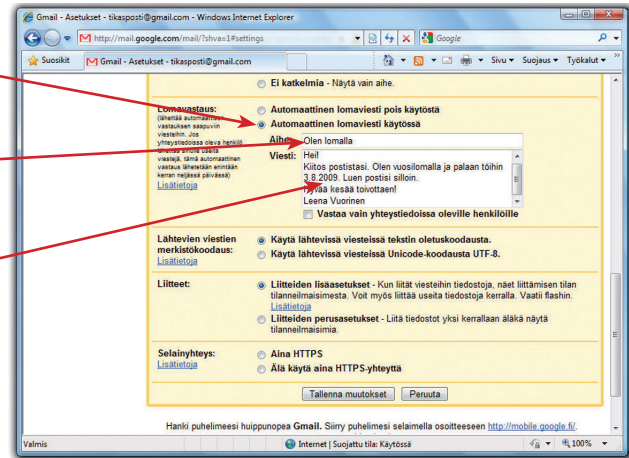 Gmail - Asetukset - tikasposti@gmail.com - Windows Internet Explorer
http://mail.google.com/mail/?shva=1#settings
Google
Suosikit
Gmail - Asetukset - tikasposti@gmail.com
Sivu
Suojaus
Työkalut
Ei katkelmia - Näytä vain aihe.
Lomavastaus:
(lähettää automaattisen
vastauksen saapuviin
viesteihin. Jos
yhteystiedoissa oleva henkilö
lähettää sinulle useita
viestejä, tämä automaattinen
vastaus lähetetään enintään
kerran neljässä päivässä)
Lisätietoja
Automaattinen lomaviesti pois käytöstä
Automaattinen lomaviesti käytössä
Aihe:
Olen lomalla
Viesti:
Hei!
Kiitos postistasi. Olen vuosilomalla ja palaan töihin
3.8.2009. Luen postisi silloin.
Hyvää kesää toivottaen!
Leena Vuorinen
Vastaa vain yhteystiedoissa oleville henkilöille
Lähtevien viestien
merkistökoodaus:
Lisätietoja
Käytä lähtevissä viesteissä tekstin oletuskoodausta.
Käytä lähtevissä viesteissä Unicode-koodausta UTF-8.
Liitteet:
Liitteiden lisäasetukset - Kun liität viesteihin tiedostoja, näet liittämisen tilan
tilanneilmaisimesta. Voit myös liittää useita tiedostoja kerralla. Vaatii flashin.
Lisätietoja
Liitteiden perusasetukset - Liitä tiedostot yksi kerrallaan äläkä näytä
tilanneilmaisimia.
Selainyhteys:
Lisätietoja
Aina HTTPS
Älä käytä aina HTTPS-yhteyttä
Tallenna muutokset
Peruuta
Hanki puhelimeesi huippunopea Gmail. Siirry puhelimesi selaimella osoitteeseen http://mobile.google.fi/.
Valmis
Internet | Suojattu tila: Käytössä
100%